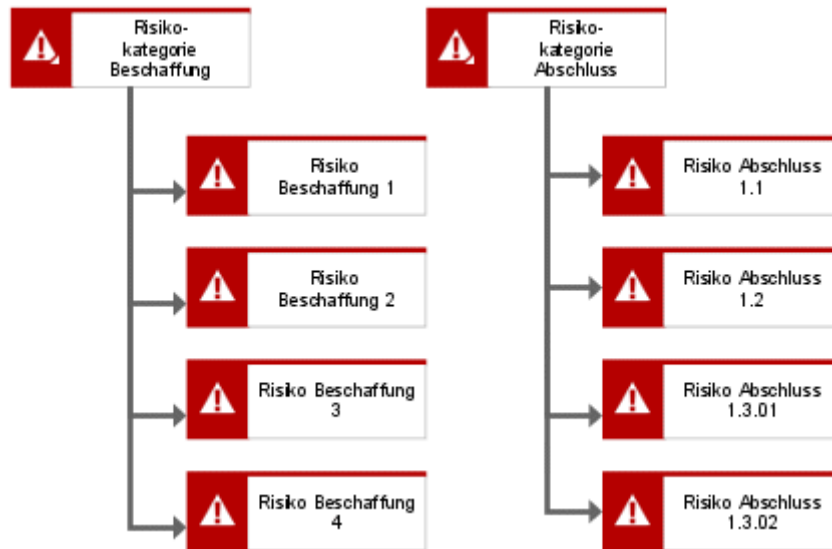 Risiko-
kategorie
Beschaffung
Risiko
Beschaffung 1
Risiko
Beschaffung 2
Risiko Beschaffung
3
Risiko Beschaffung
4
Risiko-
kategorie
Abschluss
Risiko Abschluss
1.1
Risiko Abschluss
1.2
Risiko Abschluss
1.3.01
Risiko Abschluss
1.3.02